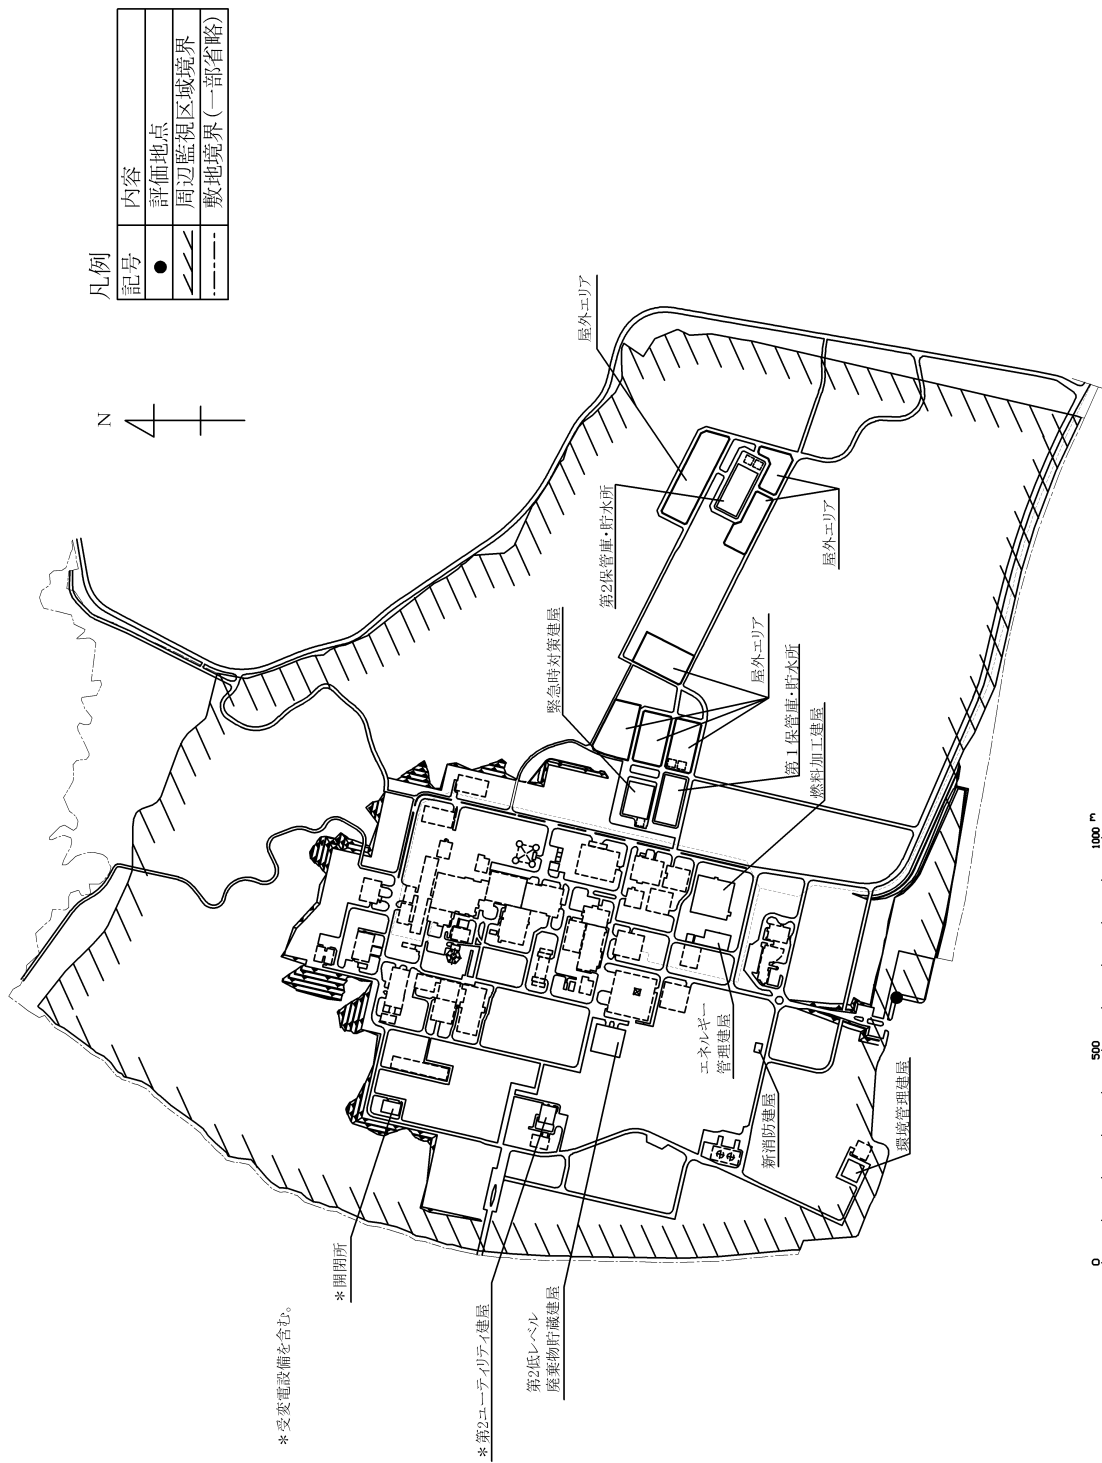 凡例
記号 内容
● 評価地点
周辺監視区域境界
敷地境界(一部省略)
N
屋外エリア
第2保管庫・貯水所
屋外エリア
緊急時対策建屋
屋外エリア
第1保管庫・貯水所
燃料加工建屋
エネルギー
管理建屋
新消防建屋
環境管理建屋
*開閉所
*第2ユーティリティ建屋
第2低レベル
廃棄物貯蔵建屋
*受変電設備を含む。
0 500 1000 m